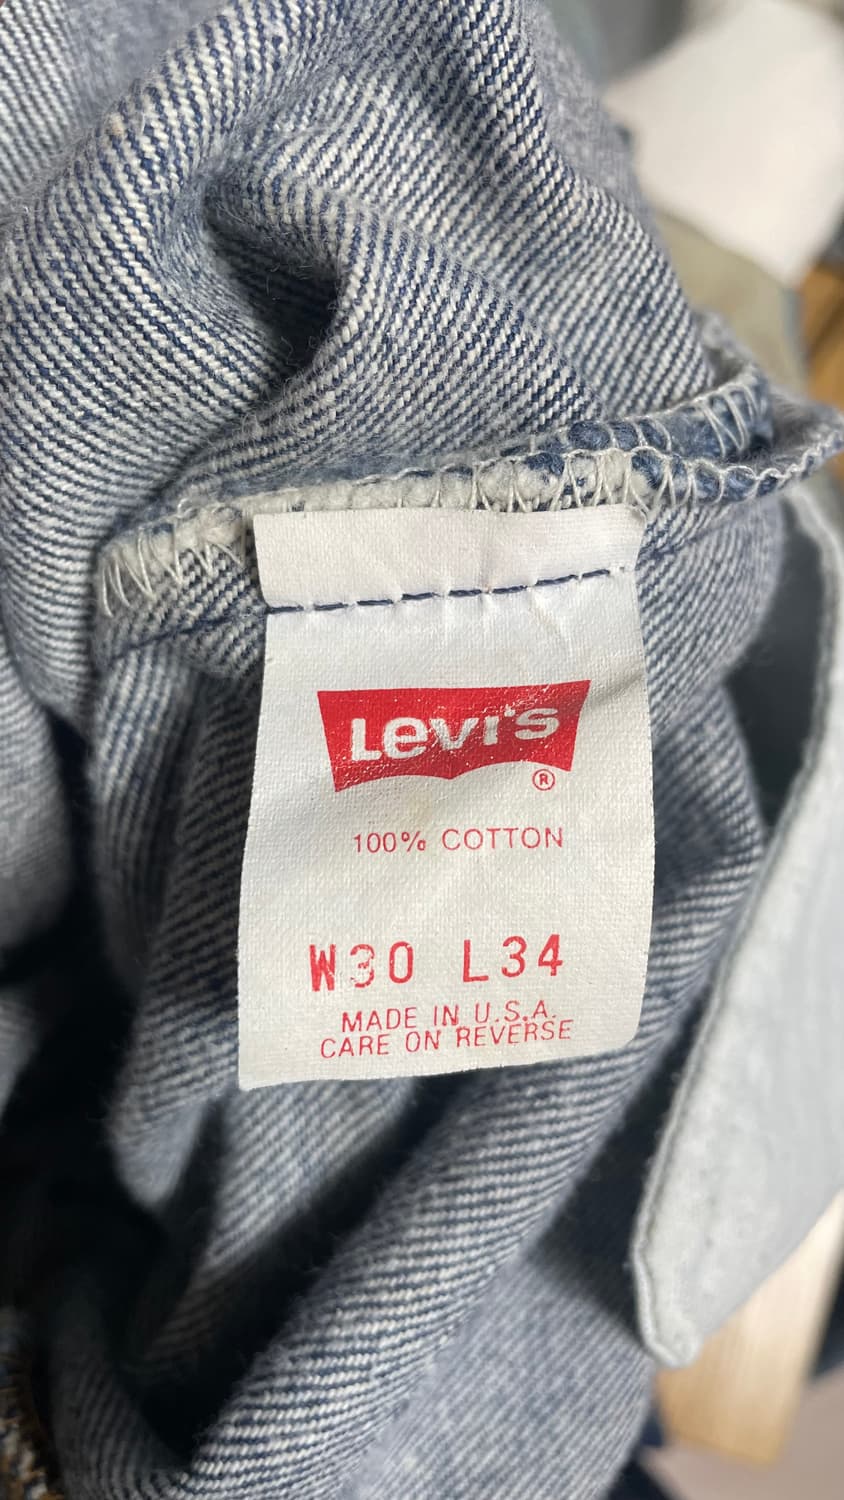 Levi's
®
100% COTTON
W30 L34
MADE IN U.S.A.
CARE ON REVERSE